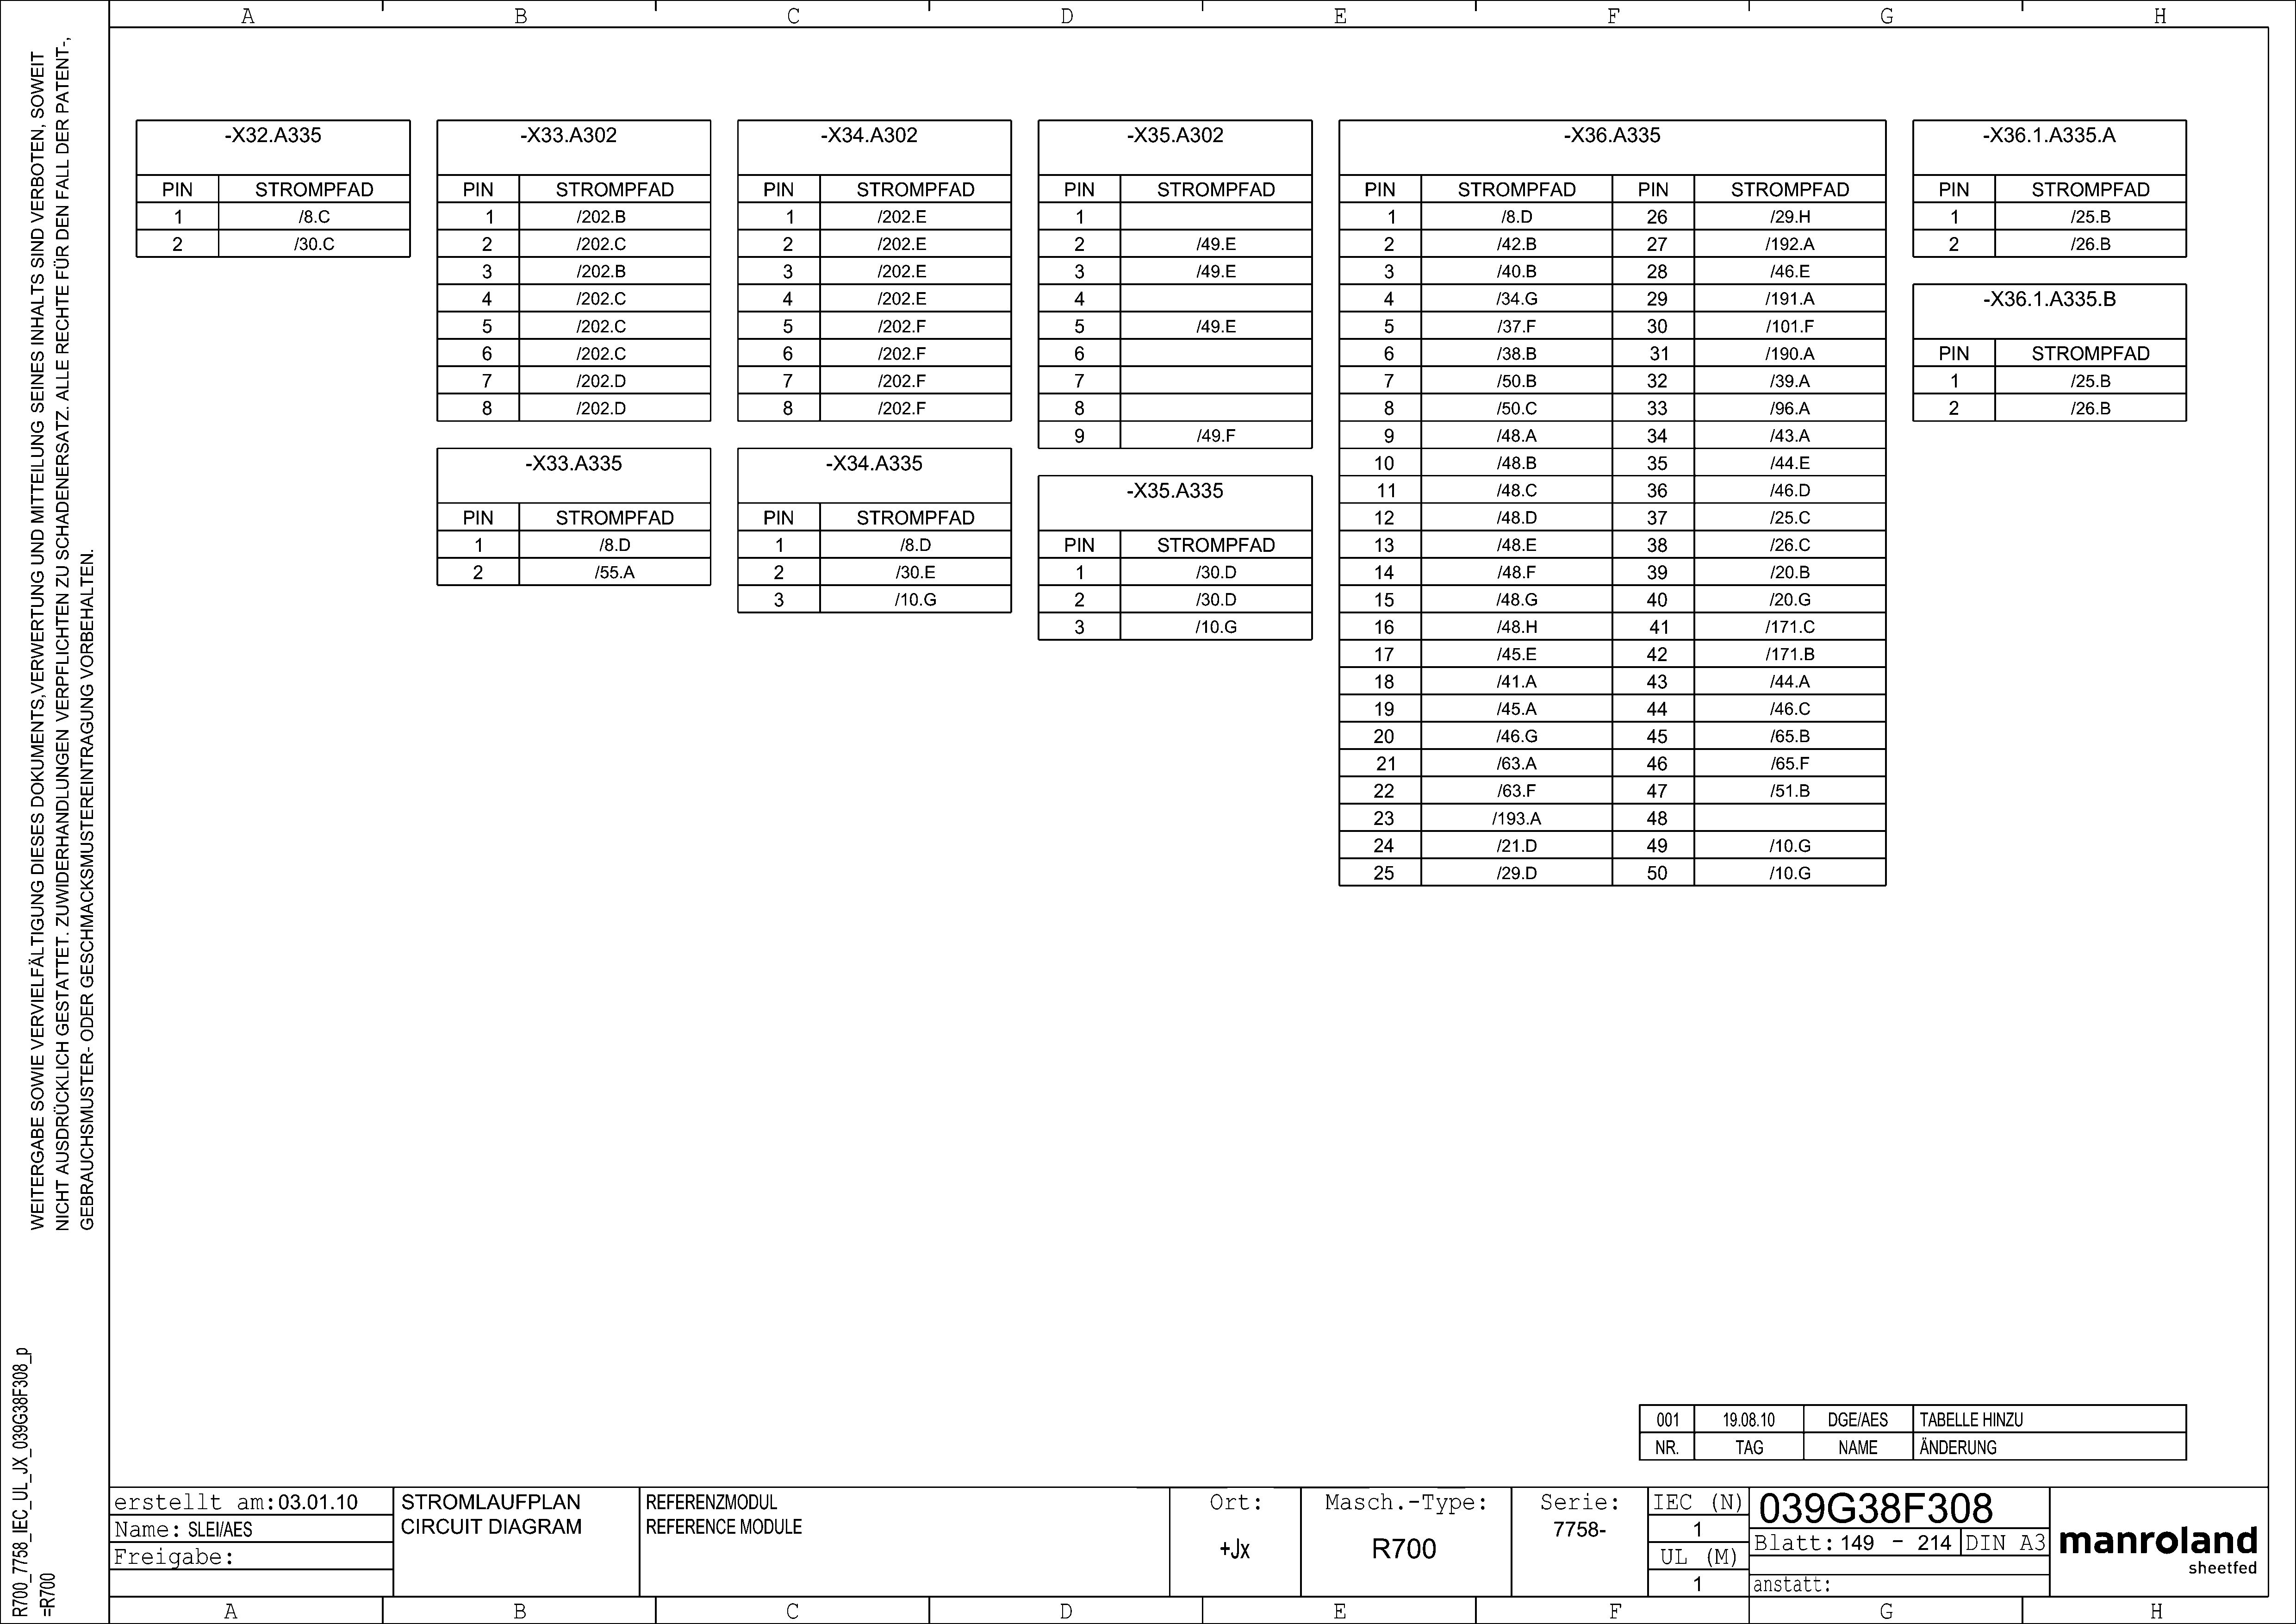 A B C D E F G H
WEITERGABE SOWIE VERVIELFÄLTIGUNG DIESES DOKUMENTS,VERWERTUNG UND MITTEILUNG SEINES INHALTS SIND VERBOTEN, SOWEIT
NICHT AUSDRÜCKLICH GESTATTET. ZUWIDERHANDLUNGEN VERPFLICHTEN ZU SCHADENERSATZ. ALLE RECHTE FÜR DEN FALL DER PATENT-,
GEBRAUCHSMUSTER- ODER GESCHMACKSMUSTEREINTRAGUNG VORBEHALTEN.
R700_7758_IEC_UL_JX_039G38F308_p
=R700
-X32.A335
PIN STROMPFAD
1 /8.C
2 /30.C
-X33.A302
PIN STROMPFAD
1 /202.B
2 /202.C
3 /202.B
4 /202.C
5 /202.C
6 /202.C
7 /202.D
8 /202.D
-X33.A335
PIN STROMPFAD
1 /8.D
2 /55.A
-X34.A302
PIN STROMPFAD
1 /202.E
2 /202.E
3 /202.E
4 /202.E
5 /202.F
6 /202.F
7 /202.F
8 /202.F
-X34.A335
PIN STROMPFAD
1 /8.D
2 /30.E
3 /10.G
-X35.A302
PIN STROMPFAD
1
2 /49.E
3 /49.E
4
5 /49.E
6
7
8
9 /49.F
-X35.A335
PIN STROMPFAD
1 /30.D
2 /30.D
3 /10.G
-X36.A335
PIN STROMPFAD PIN STROMPFAD
1 /8.D 26 /29.H
2 /42.B 27 /192.A
3 /40.B 28 /46.E
4 /34.G 29 /191.A
5 /37.F 30 /101.F
6 /38.B 31 /190.A
7 /50.B 32 /39.A
8 /50.C 33 /96.A
9 /48.A 34 /43.A
10 /48.B 35 /44.E
11 /48.C 36 /46.D
12 /48.D 37 /25.C
13 /48.E 38 /26.C
14 /48.F 39 /20.B
15 /48.G 40 /20.G
16 /48.H 41 /171.C
17 /45.E 42 /171.B
18 /41.A 43 /44.A
19 /45.A 44 /46.C
20 /46.G 45 /65.B
21 /63.A 46 /65.F
22 /63.F 47 /51.B
23 /193.A 48
24 /21.D 49 /10.G
25 /29.D 50 /10.G
-X36.1.A335.A
PIN STROMPFAD
1 /25.B
2 /26.B
-X36.1.A335.B
PIN STROMPFAD
1 /25.B
2 /26.B
001 19.08.10 DGE/AES TABELLE HINZU
NR. TAG NAME ÄNDERUNG
erstellt am: 03.01.10
Name: SLEI/AES
Freigabe:
STROMLAUFPLAN
CIRCUIT DIAGRAM
REFERENZMODUL
REFERENCE MODULE
Ort:
+Jx
Masch.-Type:
R700
Serie:
7758-
IEC (N)
1
UL (M)
1
039G38F308
Blatt: 149 - 214 DIN A3
anstatt:
manroland
sheetfed
A B C D E F G H